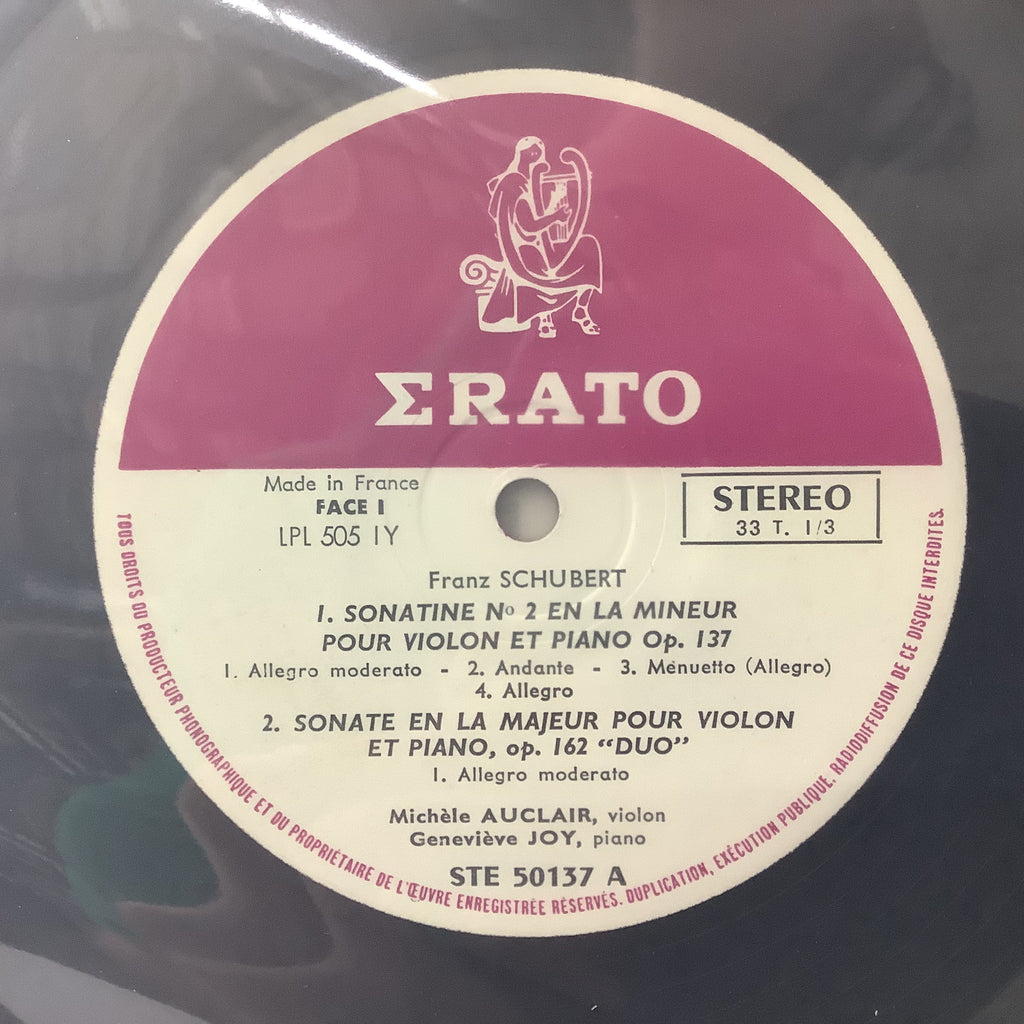 ΣRATO
Made in France
FACE I
LPL 505 IY
STEREO
33 T. 1/3
Franz SCHUBERT
I. SONATINE No 2 EN LA MINEUR
POUR VIOLON ET PIANO Op. 137
I. Allegro moderato - 2. Andante - 3. Menuetto (Allegro)
4. Allegro
2. SONATE EN LA MAJEUR POUR VIOLON
ET PIANO, op. 162 “DUO”
I. Allegro moderato
Michèle AUCLAIR, violon
Geneviève JOY, piano
STE 50137 A
TOUS DROITS DU PRODUCTEUR PHONOGRAPHIQUE ET DU PROPRIÉTAIRE DE L'ŒUVRE ENREGISTRÉE RÉSERVÉS. DUPLICATION, EXÉCUTION PUBLIQUE, RADIODIFFUSION DE CE DISQUE INTERDITES.